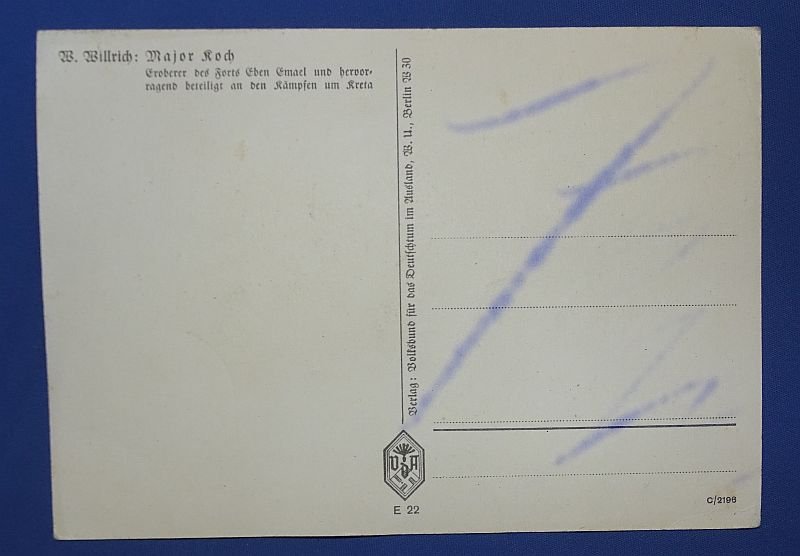 W. Willrich: Major Koch
Eroberer des Forts Eben Emael und hervor-
ragend beteiligt an den Kämpfen um Kreta
Verlag: Volksbund für das Deutschtum im Ausland, W. U., Berlin W 30
VDA
E 22
C/2196